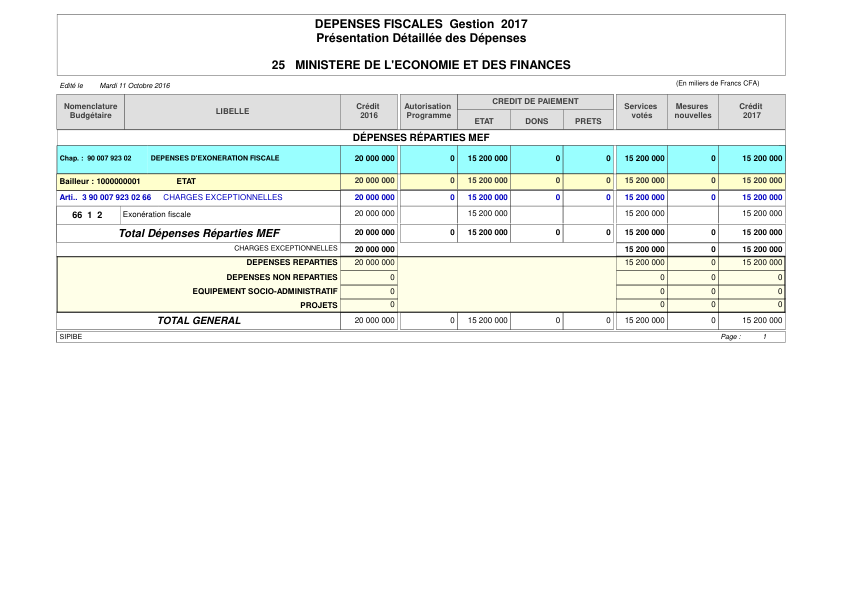 DEPENSES FISCALES Gestion 2017
Présentation Détaillée des Dépenses
25 MINISTERE DE L'ECONOMIE ET DES FINANCES
Edité le Mardi 11 Octobre 2016 (En miliers de Francs CFA)
Nomenclature Budgétaire LIBELLE Crédit 2016 Autorisation Programme CREDIT DE PAIEMENT Services votés Mesures nouvelles Crédit 2017
ETAT DONS PRETS
DÉPENSES RÉPARTIES MEF
Chap. : 90 007 923 02 DEPENSES D'EXONERATION FISCALE 20 000 000 0 15 200 000 0 0 15 200 000 0 15 200 000
Bailleur : 1000000001 ETAT 20 000 000 0 15 200 000 0 0 15 200 000 0 15 200 000
Arti.. 3 90 007 923 02 66 CHARGES EXCEPTIONNELLES 20 000 000 0 15 200 000 0 0 15 200 000 0 15 200 000
66 1 2 Exonération fiscale 20 000 000 15 200 000 15 200 000 15 200 000
Total Dépenses Réparties MEF 20 000 000 0 15 200 000 0 0 15 200 000 0 15 200 000
CHARGES EXCEPTIONNELLES 20 000 000 15 200 000 0 15 200 000
DEPENSES REPARTIES 20 000 000 15 200 000 0 15 200 000
DEPENSES NON REPARTIES 0 0 0 0
EQUIPEMENT SOCIO-ADMINISTRATIF 0 0 0 0
PROJETS 0 0 0 0
TOTAL GENERAL 20 000 000 0 15 200 000 0 0 15 200 000 0 15 200 000
SIPIBE Page : 1